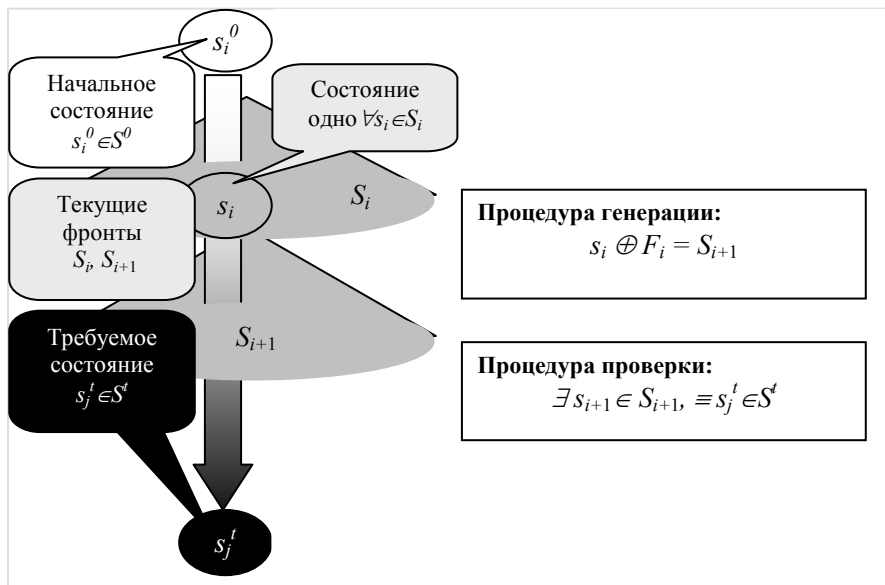 s_i^0
Начальное
состояние
s_i^0 ∈ S^0
Состояние
одно ∀s_i∈S_i
Текущие
фронты
S_i, S_{i+1}
s_i
S_i
Процедура генерации:
s_i ⊕ F_i = S_{i+1}
Требуемое
состояние
s_j^t ∈ S^t
S_{i+1}
Процедура проверки:
∃ s_{i+1} ∈ S_{i+1}, ≡ s_j^t ∈ S^t
s_j^t